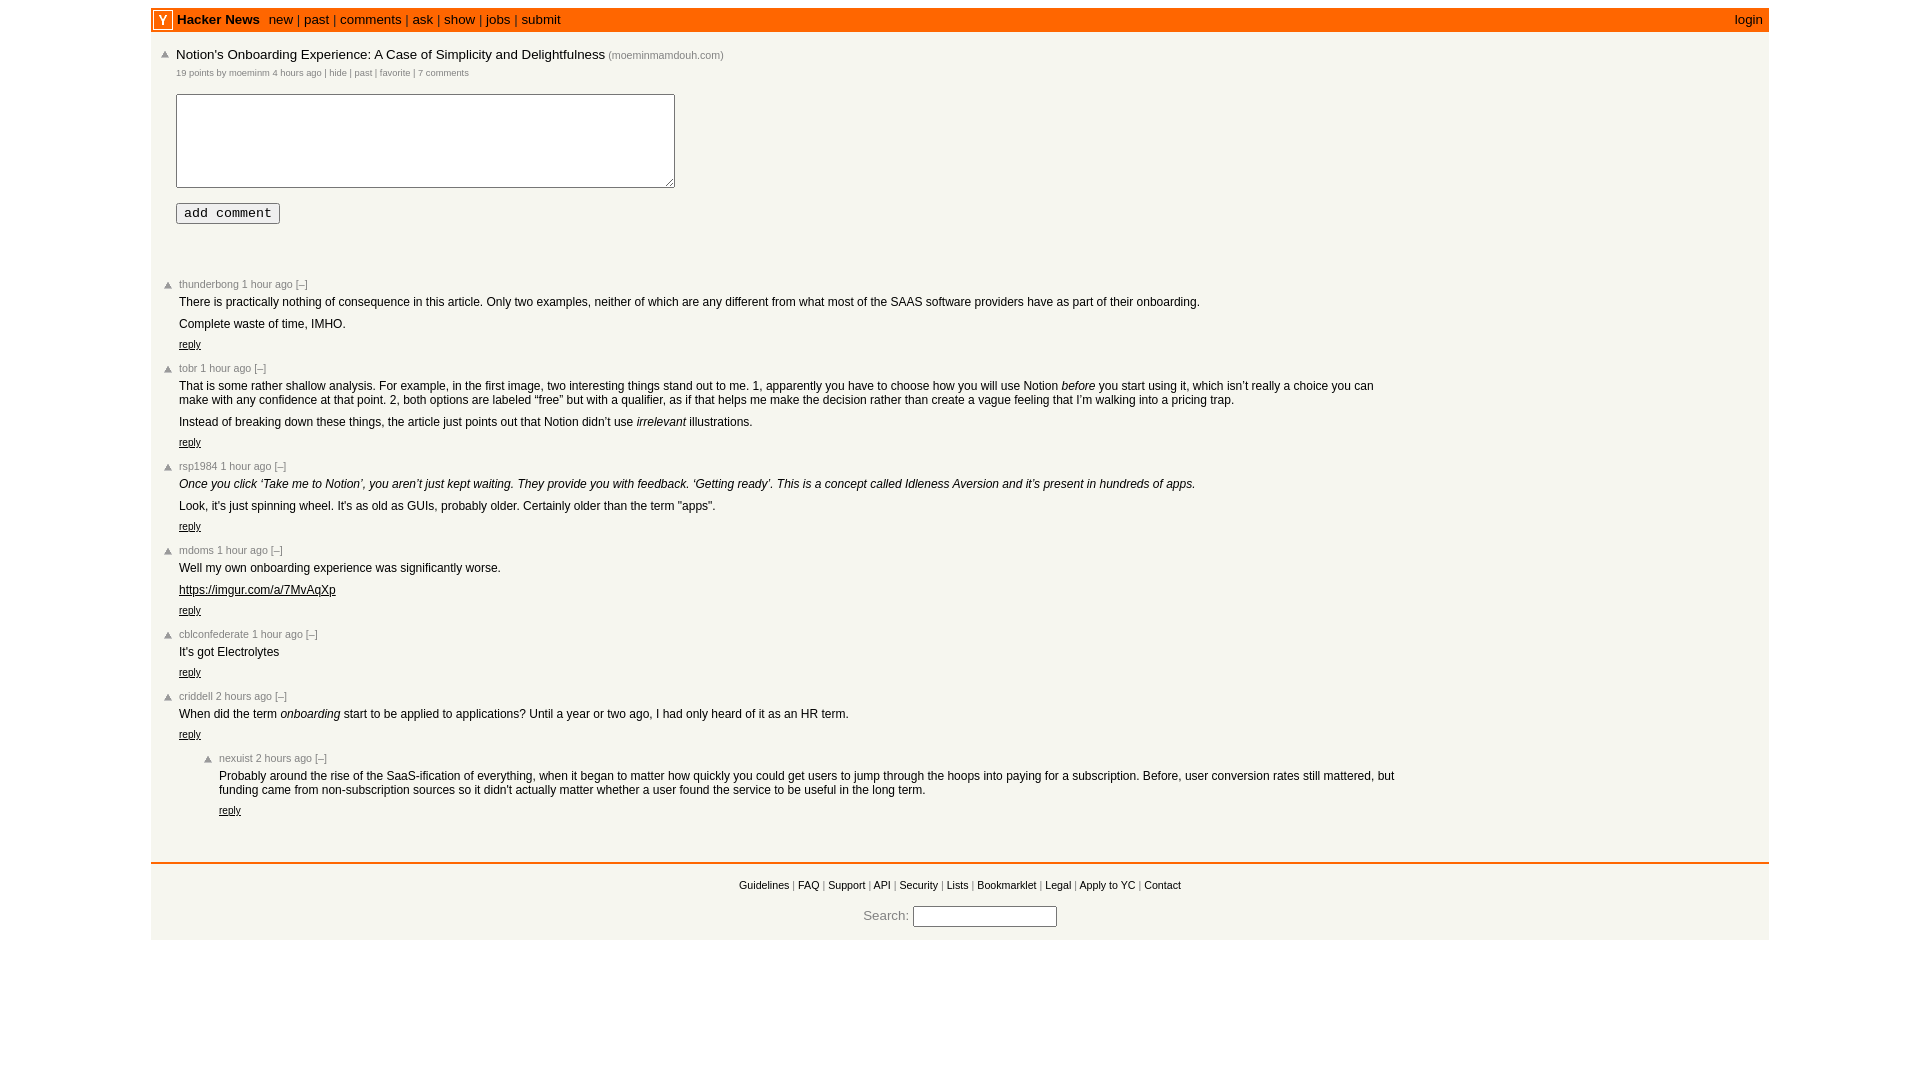 Y Hacker News new | past | comments | ask | show | jobs | submit login
Notion's Onboarding Experience: A Case of Simplicity and Delightfulness (moeminmamdouh.com)
19 points by moeminm 4 hours ago | hide | past | favorite | 7 comments
add comment
thunderbong 1 hour ago [–]
There is practically nothing of consequence in this article. Only two examples, neither of which are any different from what most of the SAAS software providers have as part of their onboarding.
Complete waste of time, IMHO.
reply
tobr 1 hour ago [–]
That is some rather shallow analysis. For example, in the first image, two interesting things stand out to me. 1, apparently you have to choose how you will use Notion before you start using it, which isn’t really a choice you can
make with any confidence at that point. 2, both options are labeled “free” but with a qualifier, as if that helps me make the decision rather than create a vague feeling that I’m walking into a pricing trap.
Instead of breaking down these things, the article just points out that Notion didn’t use irrelevant illustrations.
reply
rsp1984 1 hour ago [–]
Once you click ‘Take me to Notion’, you aren’t just kept waiting. They provide you with feedback. ‘Getting ready’. This is a concept called Idleness Aversion and it’s present in hundreds of apps.
Look, it's just spinning wheel. It's as old as GUIs, probably older. Certainly older than the term "apps".
reply
mdoms 1 hour ago [–]
Well my own onboarding experience was significantly worse.
https://imgur.com/a/7MvAqXp
reply
cblconfederate 1 hour ago [–]
It's got Electrolytes
reply
criddell 2 hours ago [–]
When did the term onboarding start to be applied to applications? Until a year or two ago, I had only heard of it as an HR term.
reply
nexuist 2 hours ago [–]
Probably around the rise of the SaaS-ification of everything, when it began to matter how quickly you could get users to jump through the hoops into paying for a subscription. Before, user conversion rates still mattered, but
funding came from non-subscription sources so it didn't actually matter whether a user found the service to be useful in the long term.
reply
Guidelines | FAQ | Support | API | Security | Lists | Bookmarklet | Legal | Apply to YC | Contact
Search: